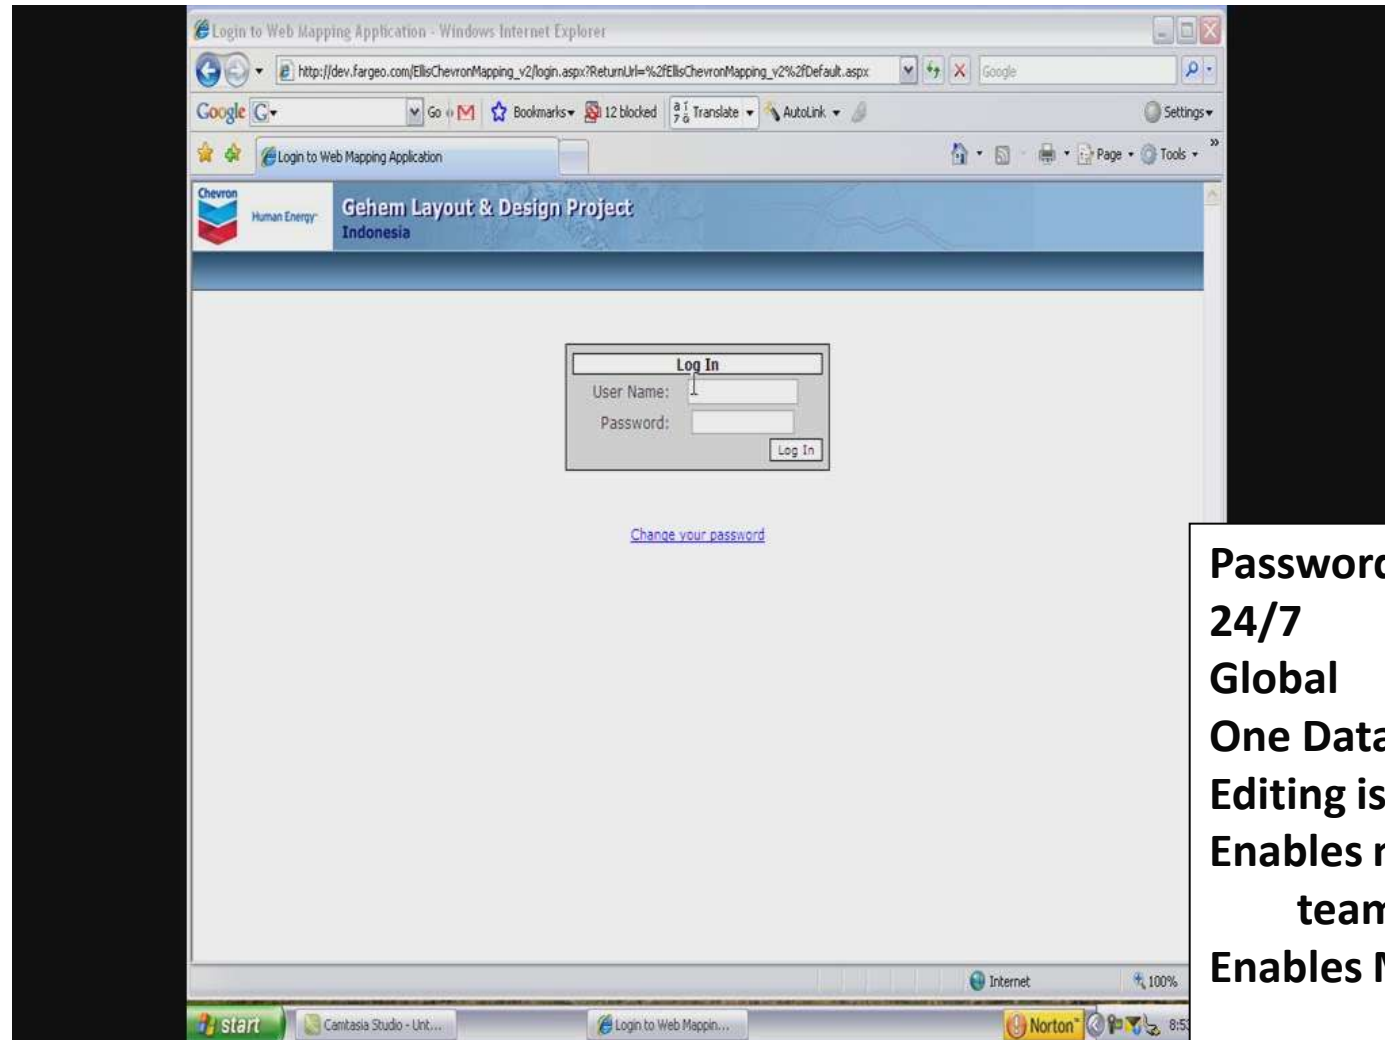 Login to Web Mapping Application - Windows Internet Explorer
http://dev.fargeo.com/EllisChevronMapping_v2/login.aspx?ReturnUrl=%2fEllisChevronMapping_v2%2fDefault.aspx
Google
Google G Go Bookmarks 12 blocked Translate AutoLink Settings
Login to Web Mapping Application Page Tools
Chevron
Human Energy
Gehem Layout & Design Project
Indonesia
Log In
User Name:
Password:
Log In
Change your password
24/7
Global
One Data
Editing is
Enables
team
Enables
Internet 100%
start Camtasia Studio - Unt... Login to Web Mappin... Norton